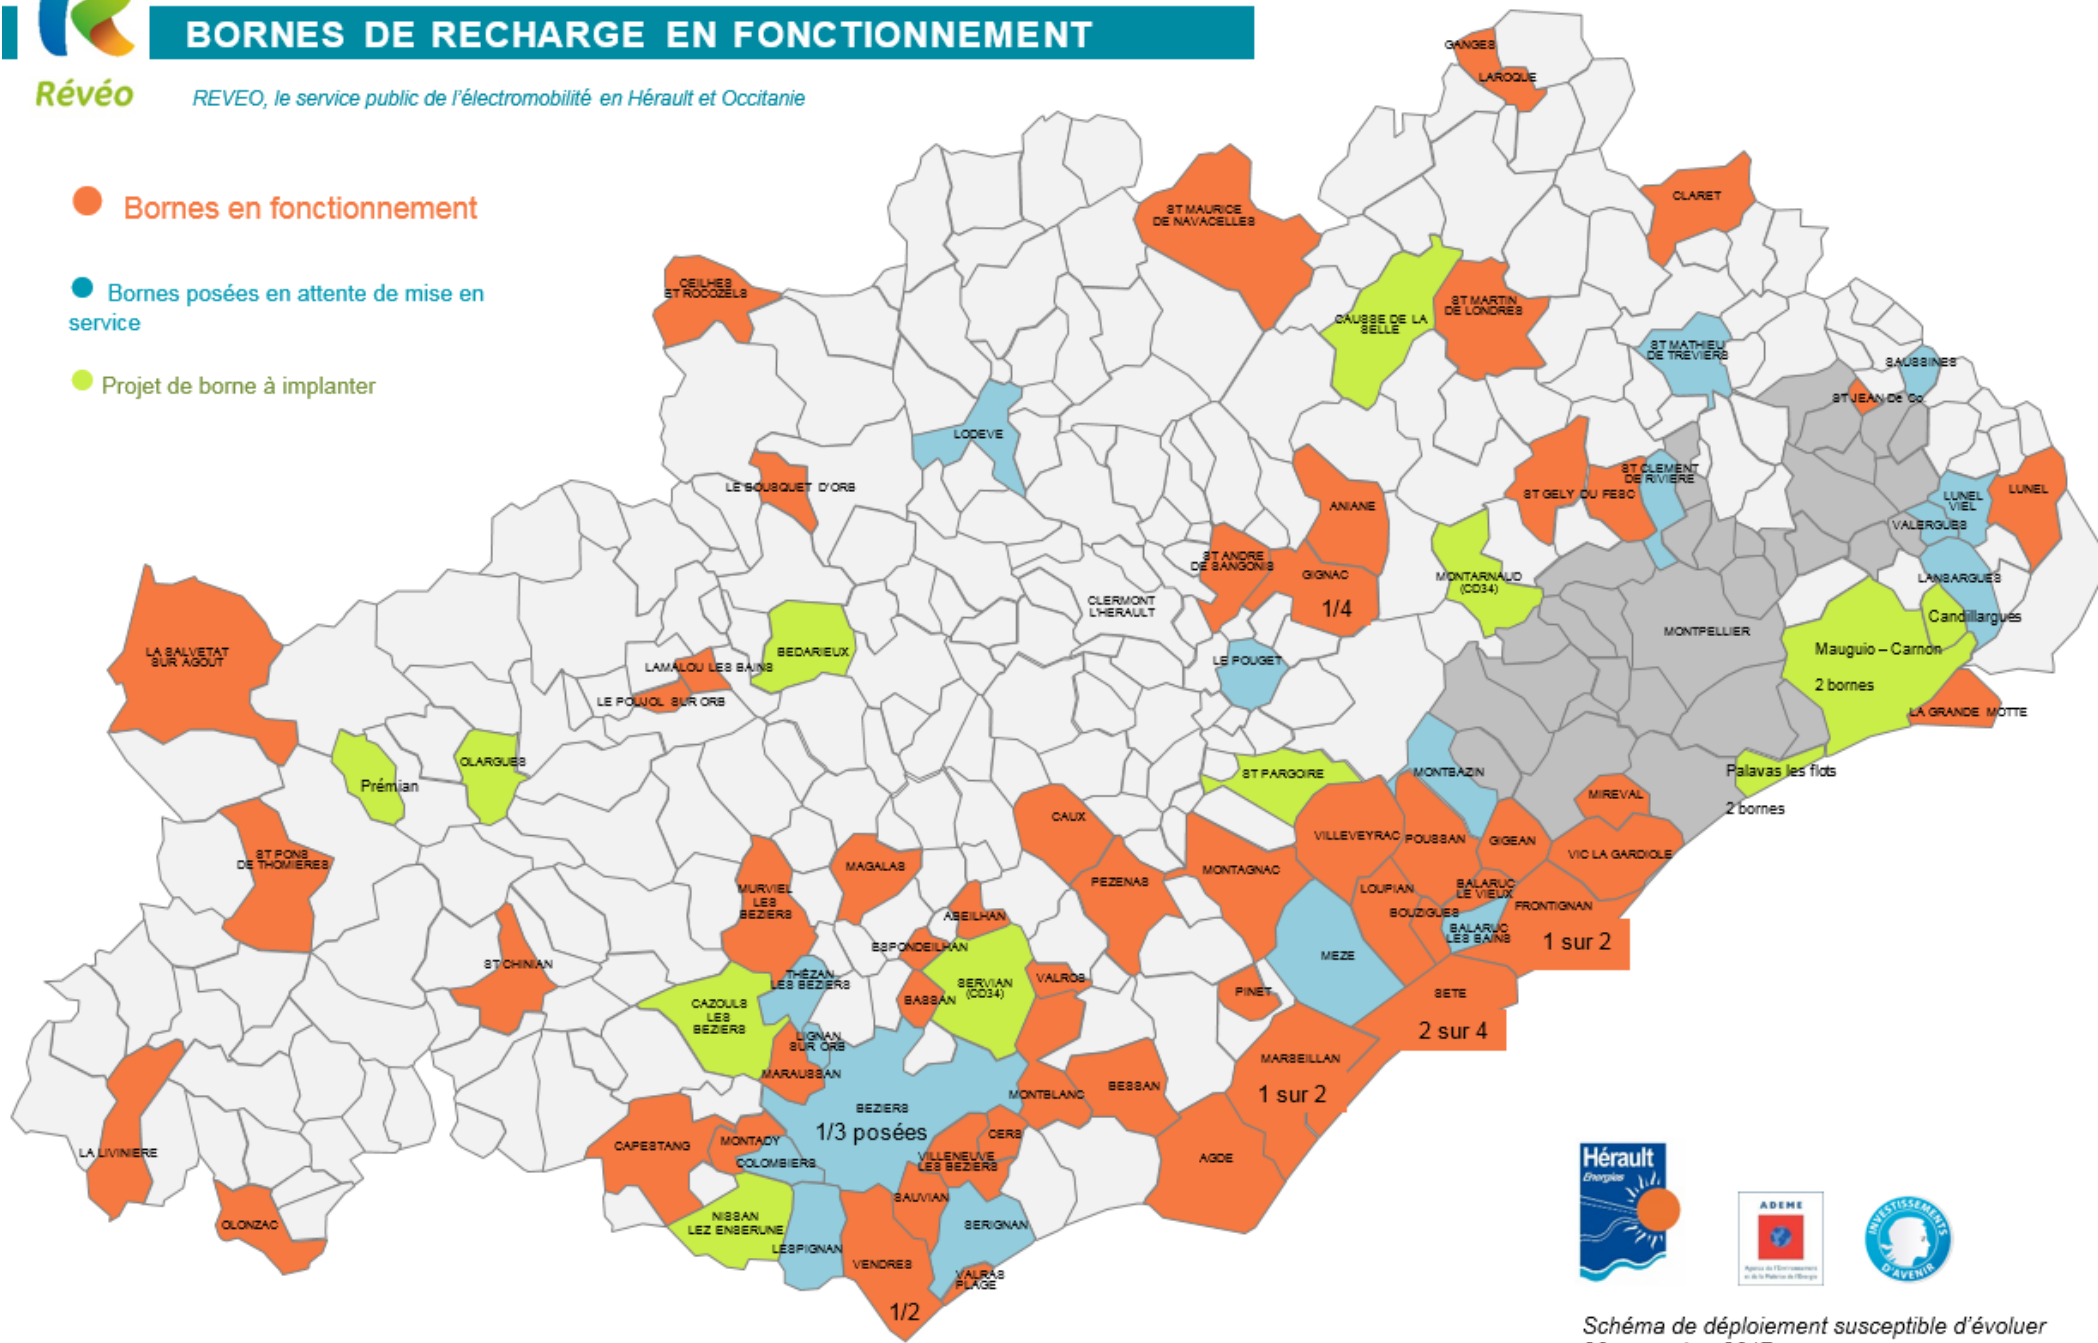 BORNES DE RECHARGE EN FONCTIONNEMENT
Révéo
REVEO, le service public de l'électromobilité en Hérault et Occitanie
Bornes en fonctionnement
Bornes posées en attente de mise en
service
Projet de borne à implanter
GANGES
LAROQUE
CLARET
ST MAURICE
DE NAVACELLES
CEILHES
ET ROCOZELS
CAUSSE DE LA
SELLE
ST MARTIN
DE LONDRES
ST MATHIEU
DE TREVIERS
SAUSSINES
ST JEAN De Co
LODEVE
LE BOUSQUET D'ORB
ANIANE
ST GELY DU FESC
ST CLEMENT
DE RIVIERE
LUNEL
VIEL
LUNEL
VALERGUES
ST ANDRE
DE SANGONIS
GIGNAC
1/4
MONTARNAUD
(CD34)
LANSARGUES
Candillargues
CLERMONT
L'HERAULT
MONTPELLIER
Mauguio – Carnon
2 bornes
LA GRANDE MOTTE
LA SALVETAT
SUR AGOUT
LAMALOU LES BAINS
BEDARIEUX
LE POUJOL SUR ORB
LE POUGET
Prémian
OLARGUES
ST PARGOIRE
MONTBAZIN
Palavas les flots
2 bornes
MIREVAL
CAUX
VILLEVEYRAC
POUSSAN
GIGEAN
VIC LA GARDIOLE
ST PONS
DE THOMIERES
MURVIEL
LES
BEZIERS
MAGALAS
PEZENAS
MONTAGNAC
LOUPIAN
BALARUC
LE VIEUX
BOUZIGUES
FRONTIGNAN
1 sur 2
BALARUC
LES BAINS
ABEILHAN
ESPONDEILHAN
ST CHINIAN
THÉZAN
LES BEZIERS
BASSAN
SERVIAN
(CD34)
VALROS
PINET
MEZE
SETE
2 sur 4
CAZOULS
LES
BEZIERS
LIGNAN
SUR ORB
MARAUSSAN
MARSEILLAN
1 sur 2
MONTBLANC
BESSAN
BEZIERS
1/3 posées
CERS
LA LIVINIERE
CAPESTANG
MONTADY
COLOMBIERS
VILLENEUVE
LES BEZIERS
AGDE
SAUVIAN
OLONZAC
NISSAN
LEZ ENSERUNE
LESPIGNAN
SERIGNAN
VENDRES
1/2
VALRAS
PLAGE
Hérault
Energies
ADEME
INVESTISSEMENTS
D'AVENIR
Schéma de déploiement susceptible d'évoluer